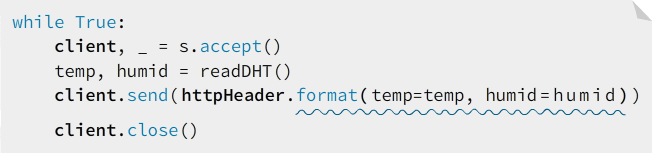 while True:
    client, _ = s.accept()
    temp, humid = readDHT()
    client.send(httpHeader.format(temp=temp, humid=humid))
    client.close()